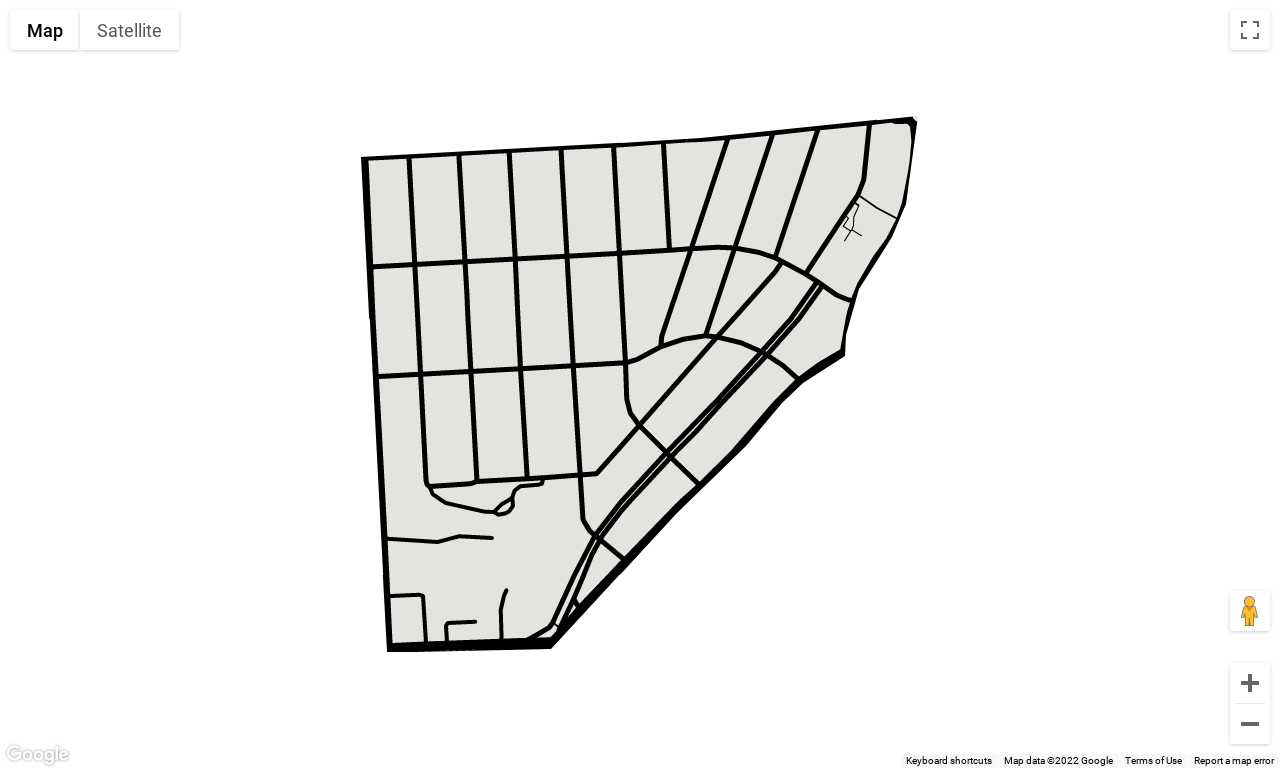 Map Satellite
Google
Keyboard shortcuts Map data ©2022 Google Terms of Use Report a map error